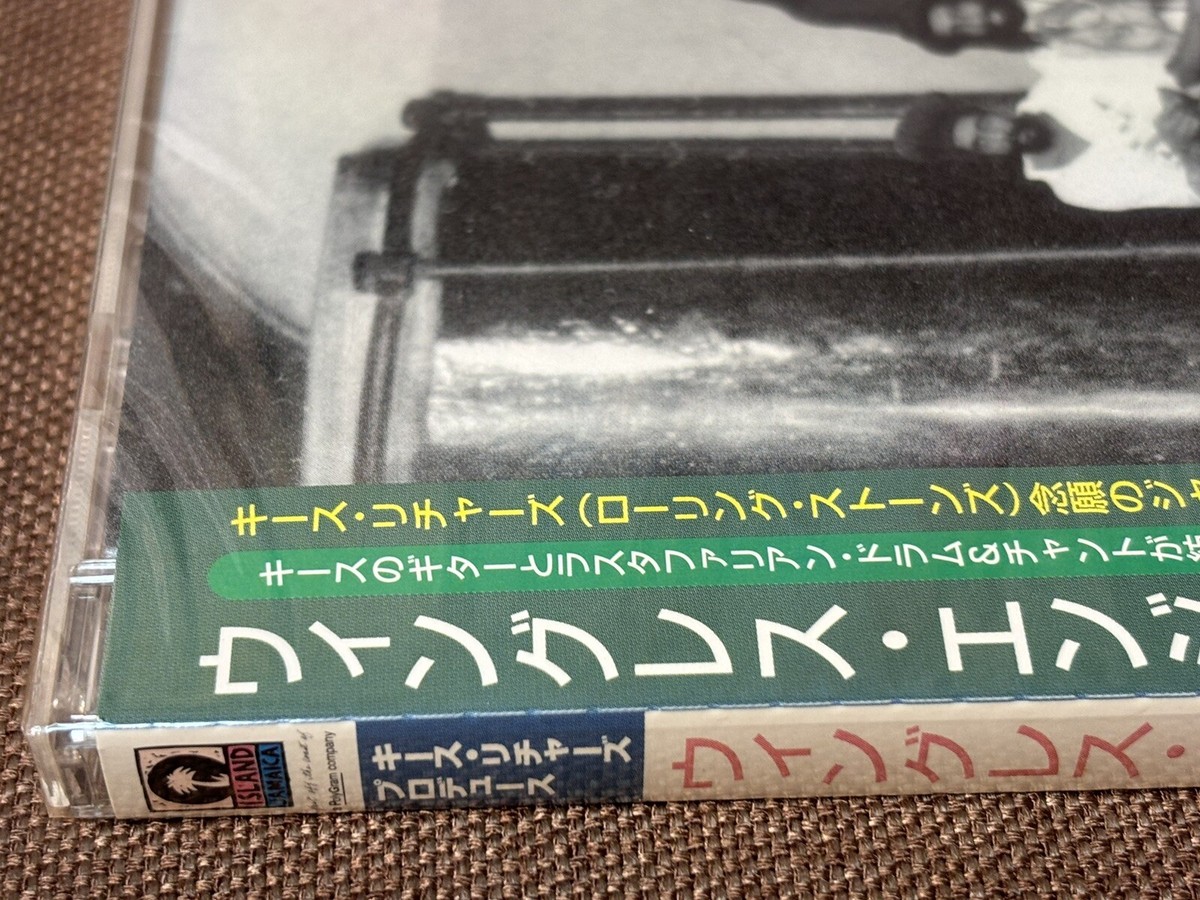 キース・リチャーズ(ローリング・ストーンズ)念願のジャ
キースのギターとラスタファリアン・ドラム&チャントが
ウィングレス・エンジ
ISLAND
JAMAICA
a PolyGram company
キース・リチャーズ
プロデュース
ウィングレス・